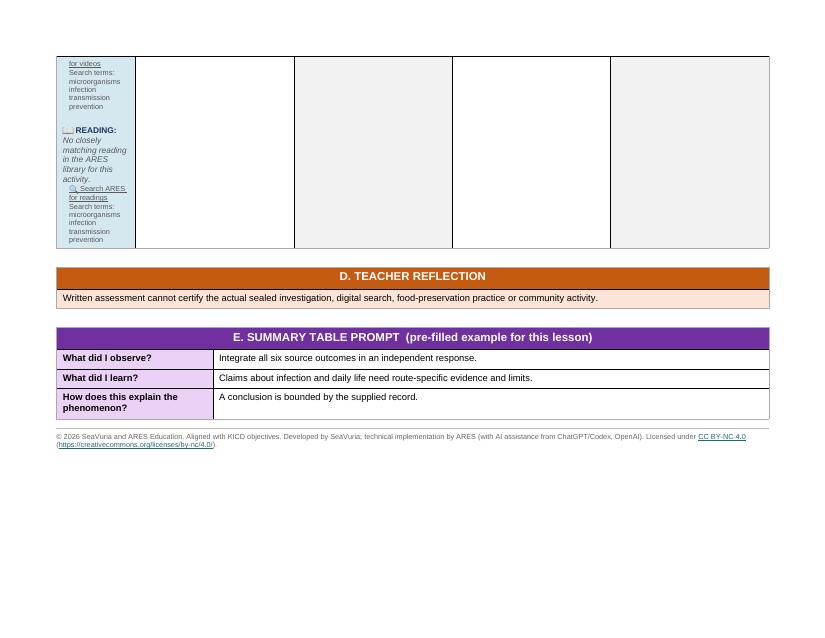 for videos
Search terms:
microorganisms
infection
transmission
prevention
📖 READING:
No closely
matching reading
in the ARES
library for this
activity.
🔍 Search ARES
for readings
Search terms:
microorganisms
infection
transmission
prevention
D. TEACHER REFLECTION
Written assessment cannot certify the actual sealed investigation, digital search, food-preservation practice or community activity.
E. SUMMARY TABLE PROMPT (pre-filled example for this lesson)
What did I observe?
Integrate all six source outcomes in an independent response.
What did I learn?
Claims about infection and daily life need route-specific evidence and limits.
How does this explain the
phenomenon?
A conclusion is bounded by the supplied record.
© 2026 SeaVuria and ARES Education. Aligned with KICD objectives. Developed by SeaVuria; technical implementation by ARES (with AI assistance from ChatGPT/Codex, OpenAI). Licensed under CC BY-NC 4.0
(https://creativecommons.org/licenses/by-nc/4.0/).